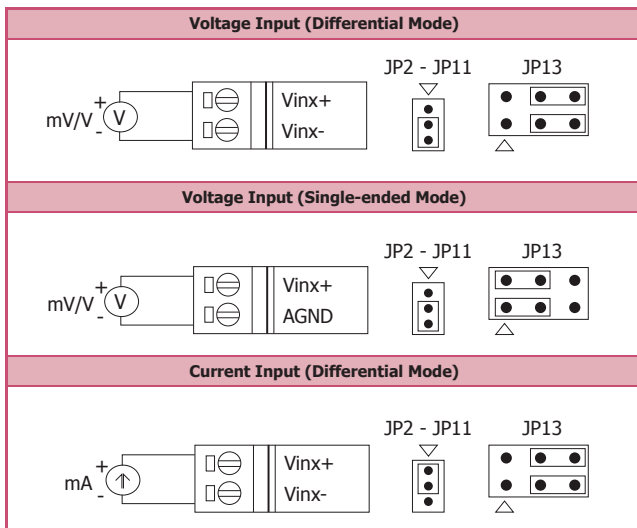 Voltage Input (Differential Mode)
JP2 - JP11 JP13
mV/V + - V Vinx+
Vinx-
Voltage Input (Single-ended Mode)
JP2 - JP11 JP13
mV/V + - V Vinx+
AGND
Current Input (Differential Mode)
JP2 - JP11 JP13
mA + - Vinx+
Vinx-